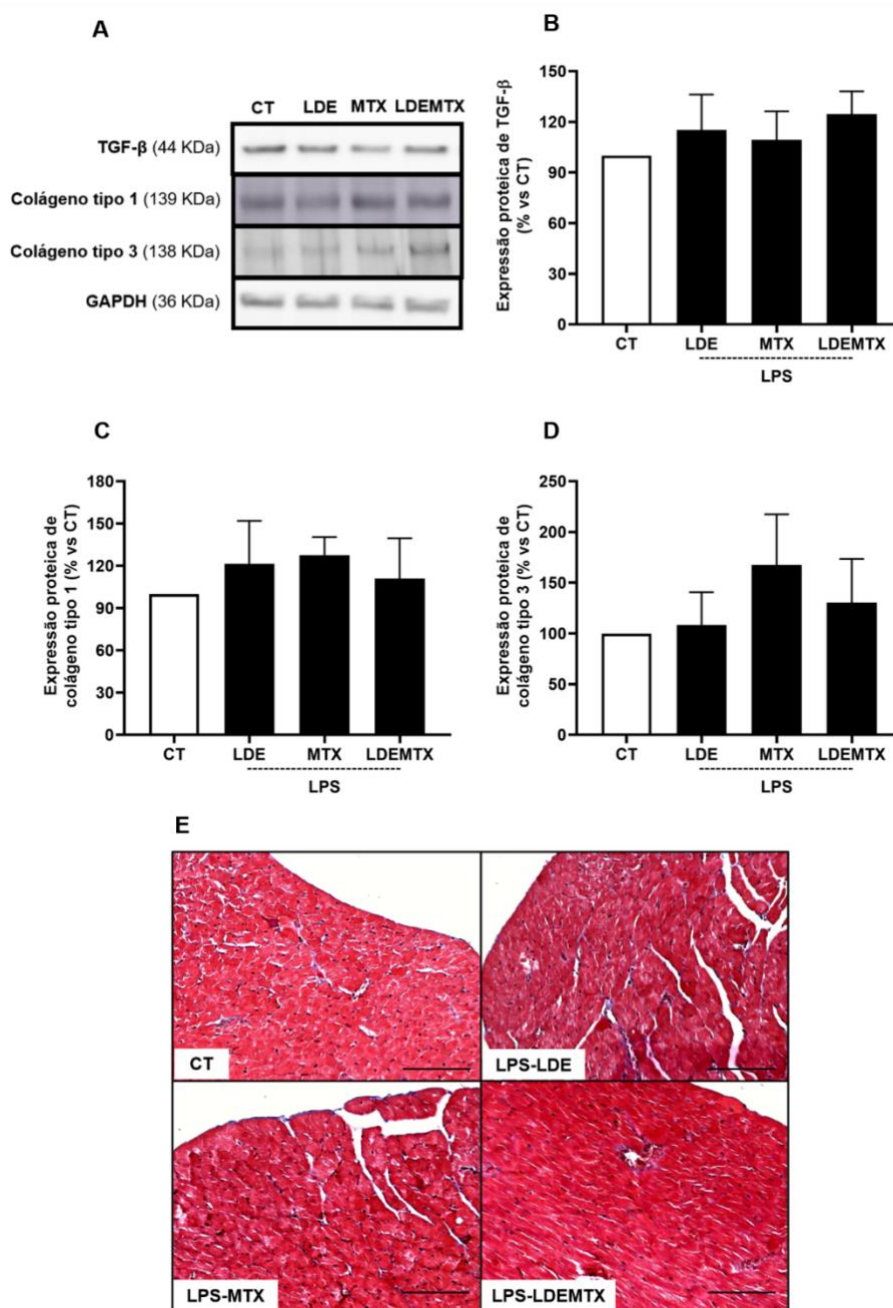 A
CT LDE MTX LDEMTX
TGF-β (44 KDa)
Colágeno tipo 1 (139 KDa)
Colágeno tipo 3 (138 KDa)
GAPDH (36 KDa)
B
Expressão proteica de TGF-β
(% vs CT)
150
120
90
60
30
0
CT LDE MTX LDEMTX
LPS
C
Expressão proteica de
colágeno tipo 1 (% vs CT)
180
150
120
90
60
30
0
CT LDE MTX LDEMTX
LPS
D
Expressão proteica de
colágeno tipo 3 (% vs CT)
250
200
150
100
50
0
CT LDE MTX LDEMTX
LPS
E
CT
LPS-LDE
LPS-MTX
LPS-LDEMTX